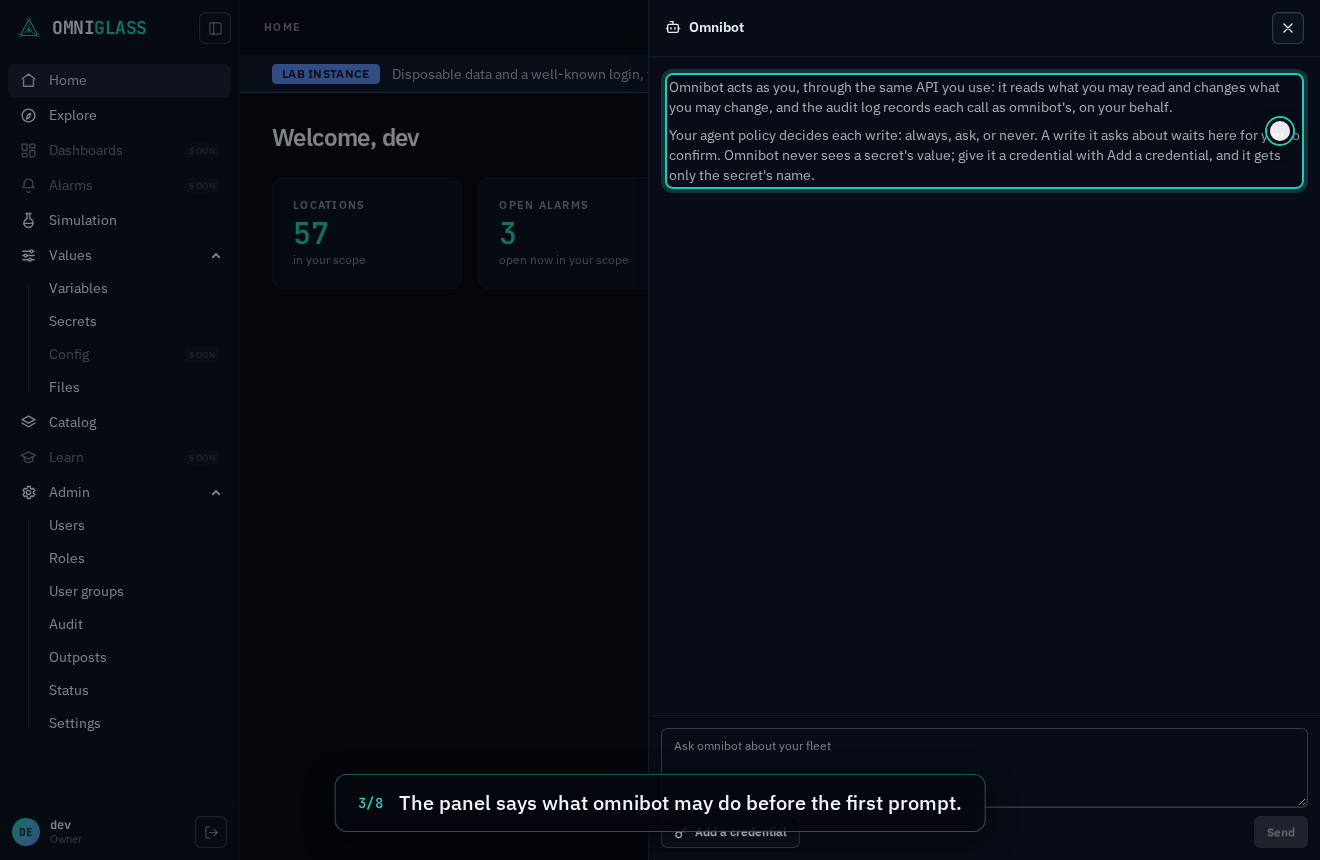 OMNIGLASS
Home
Explore
Dashboards SOON
Alarms SOON
Simulation
Values
Variables
Secrets
Config SOON
Files
Catalog
Learn SOON
Admin
Users
Roles
User groups
Audit
Outposts
Status
Settings
DE
dev
Owner
HOME
LAB INSTANCE Disposable data and a well-known login,
Welcome, dev
LOCATIONS
57
in your scope
OPEN ALARMS
3
open now in your scope
Omnibot
Omnibot acts as you, through the same API you use: it reads what you may read and changes what
you may change, and the audit log records each call as omnibot's, on your behalf.
Your agent policy decides each write: always, ask, or never. A write it asks about waits here for
confirm. Omnibot never sees a secret's value; give it a credential with Add a credential, and it gets
only the secret's name.
Ask omnibot about your fleet
3/8 The panel says what omnibot may do before the first prompt.
Add a credential
Send